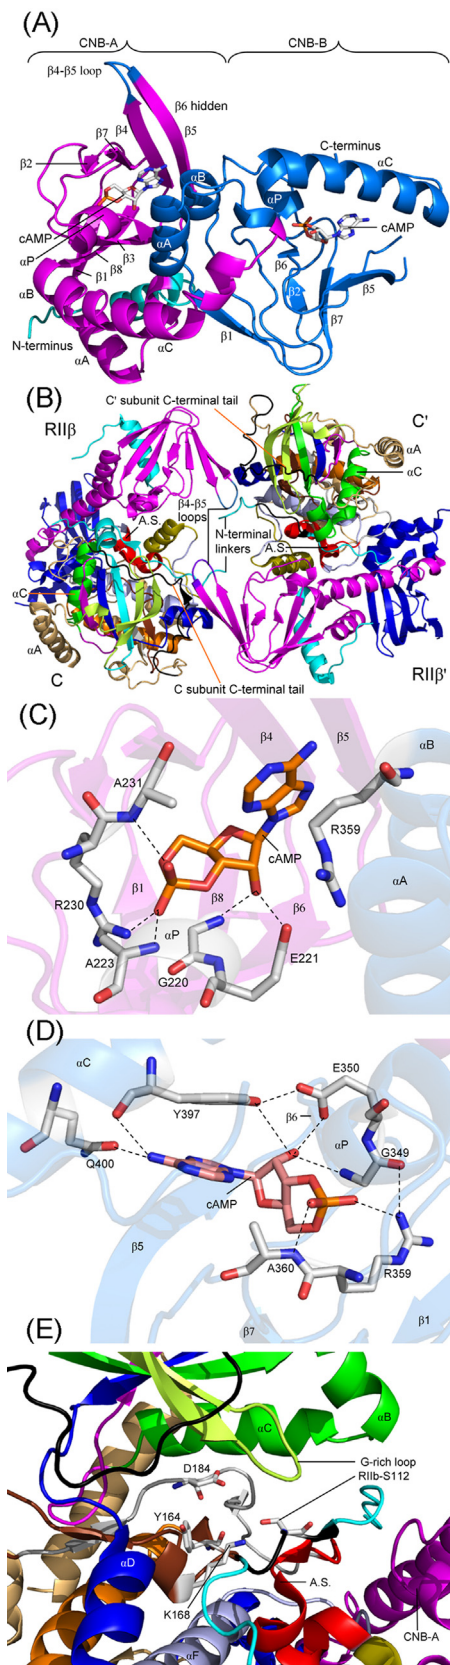 (A)
CNB-A
CNB-B
β4-β5 loop
β6 hidden
β7
β4
β5
β2
C-terminus
αC
αB
αP
cAMP
αP
β3
β8
β1
αA
cAMP
β6
β2
β5
αB
N-terminus
αC
αA
β1
β7
(B)
C' subunit C-terminal tail
C'
RIIβ
αA
αC
A.S.
β4-β5
loops
N-terminal
linkers
A.S.
αC
αA
C
RIIβ'
C subunit C-terminal tail
(C)
β4
β5
αB
A231
R359
cAMP
αA
β1
R230
β8
β6
αP
A223
G220
E221
(D)
αC
E350
Y397
β6
αP
G349
Q400
cAMP
β5
A360
R359
β7
β1
(E)
αB
αC
G-rich loop
D184
RIIb-S112
Y164
αD
A.S.
K168
αF
CNB-A